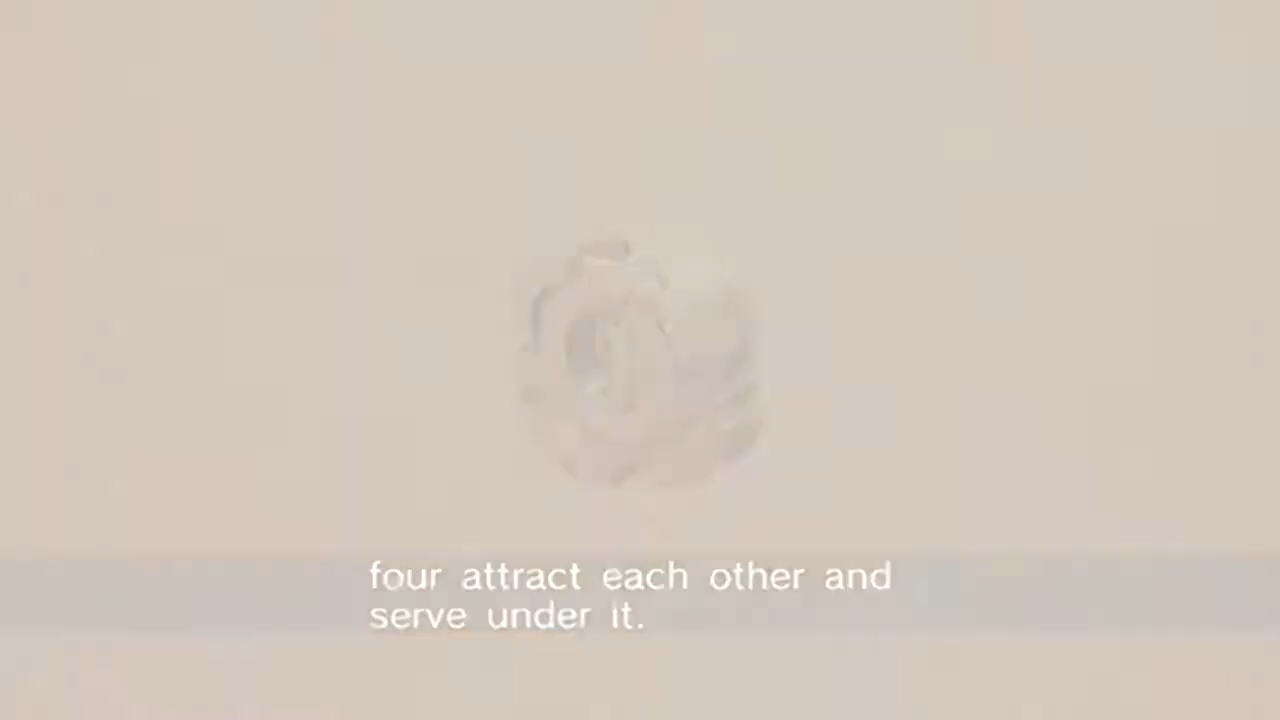 four attract each other and
serve under it.